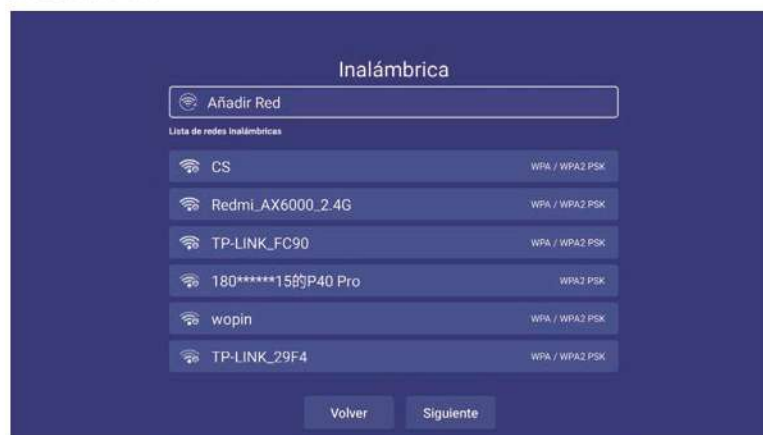 Inalámbrica
Añadir Red
Lista de redes inalámbricas
CS WPA / WPA2 PSK
Redmi_AX6000_2.4G WPA / WPA2 PSK
TP-LINK_FC90 WPA / WPA2 PSK
180******15的P40 Pro WPA2 PSK
wopin WPA / WPA2 PSK
TP-LINK_29F4 WPA / WPA2 PSK
Volver Siguiente